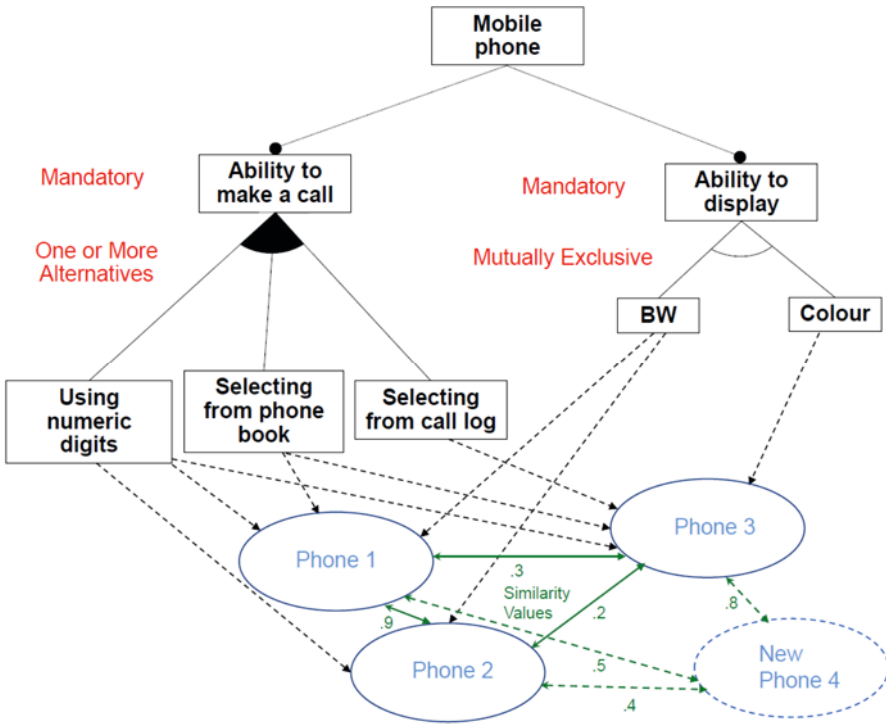 Mobile
phone
Mandatory
Ability to
make a call
Mandatory
Ability to
display
One or More
Alternatives
Mutually Exclusive
BW
Colour
Using
numeric
digits
Selecting
from phone
book
Selecting
from call log
Phone 1
Phone 3
.3
Similarity
Values
.2
.8
.9
Phone 2
.5
.4
New
Phone 4